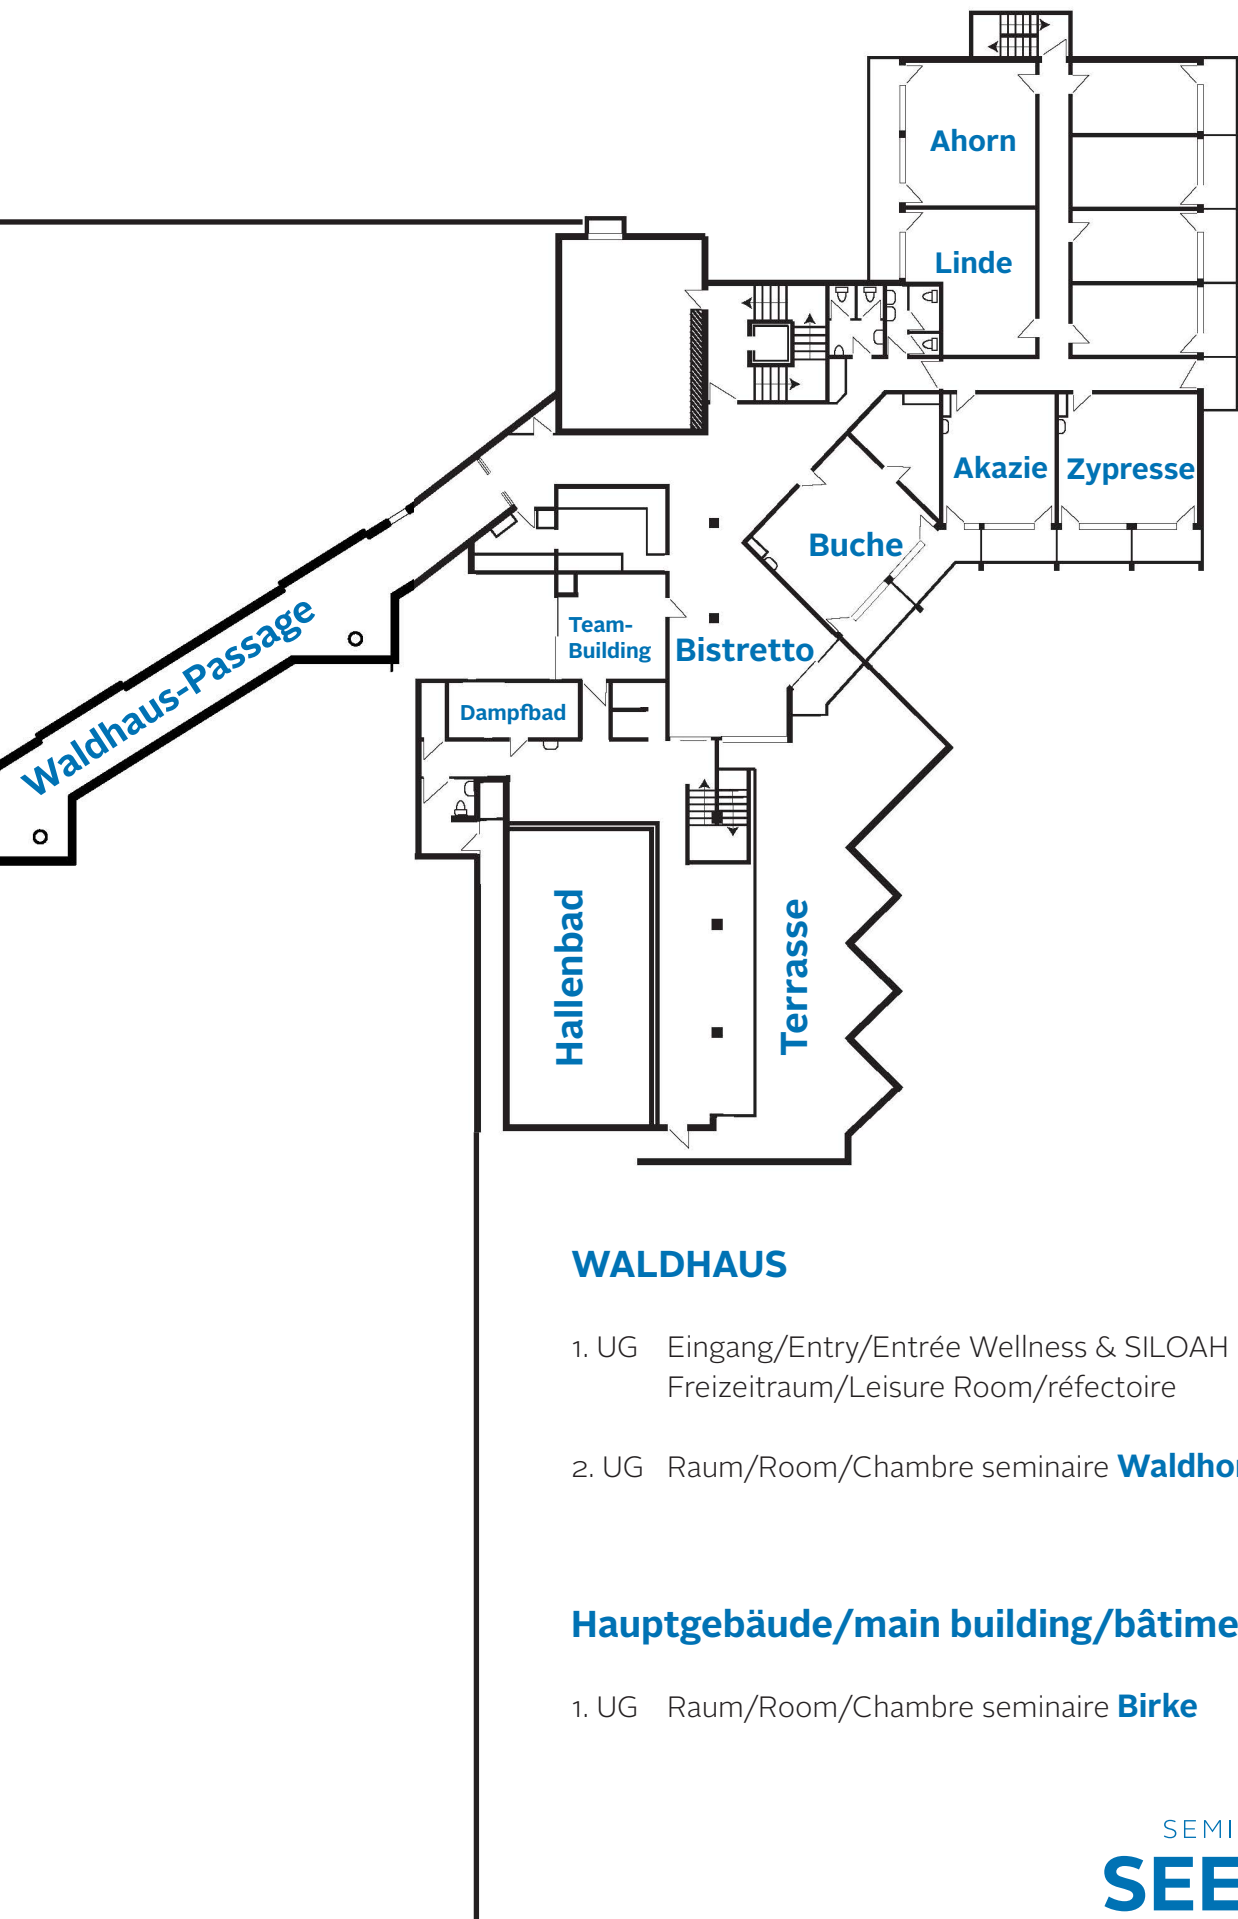 Ahorn
Linde
Akazie
Zypresse
Buche
Team-
Building
Bistretto
Waldhaus-Passage
Dampfbad
Hallenbad
Terrasse
WALDHAUS
1. UG Eingang/Entry/Entrée Wellness & SILOAH
Freizeitraum/Leisure Room/réfectoire
2. UG Raum/Room/Chambre seminaire
Hauptgebäude/main building/
1. UG Raum/Room/Chambre seminaire Birke